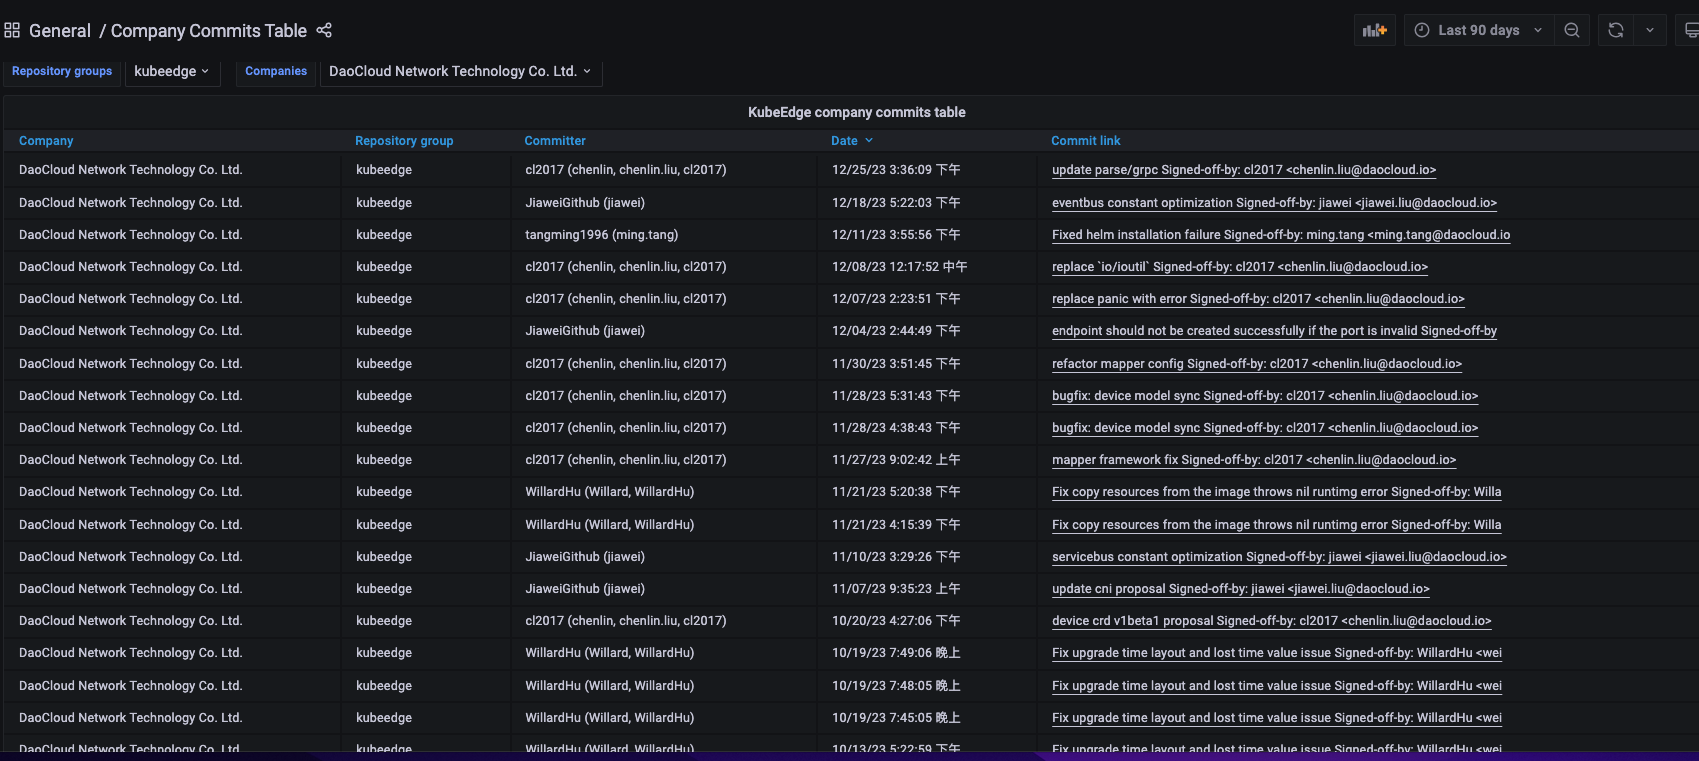 General / Company Commits Table
Last 90 days
Repository groups kubeedge Companies DaoCloud Network Technology Co. Ltd.
KubeEdge company commits table
Company Repository group Committer Date Commit link
DaoCloud Network Technology Co. Ltd. kubeedge cl2017 (chenlin, chenlin.liu, cl2017) 12/25/23 3:36:09 下午 update parse/grpc Signed-off-by: cl2017 <chenlin.liu@daocloud.io>
DaoCloud Network Technology Co. Ltd. kubeedge JiaweiGithub (jiawei) 12/18/23 5:22:03 下午 eventbus constant optimization Signed-off-by: jiawei <jiawei.liu@daocloud.io>
DaoCloud Network Technology Co. Ltd. kubeedge tangming1996 (ming.tang) 12/11/23 3:55:56 下午 Fixed helm installation failure Signed-off-by: ming.tang <ming.tang@daocloud.io
DaoCloud Network Technology Co. Ltd. kubeedge cl2017 (chenlin, chenlin.liu, cl2017) 12/08/23 12:17:52 中午 replace `io/ioutil` Signed-off-by: cl2017 <chenlin.liu@daocloud.io>
DaoCloud Network Technology Co. Ltd. kubeedge cl2017 (chenlin, chenlin.liu, cl2017) 12/07/23 2:23:51 下午 replace panic with error Signed-off-by: cl2017 <chenlin.liu@daocloud.io>
DaoCloud Network Technology Co. Ltd. kubeedge JiaweiGithub (jiawei) 12/04/23 2:44:49 下午 endpoint should not be created successfully if the port is invalid Signed-off-by
DaoCloud Network Technology Co. Ltd. kubeedge cl2017 (chenlin, chenlin.liu, cl2017) 11/30/23 3:51:45 下午 refactor mapper config Signed-off-by: cl2017 <chenlin.liu@daocloud.io>
DaoCloud Network Technology Co. Ltd. kubeedge cl2017 (chenlin, chenlin.liu, cl2017) 11/28/23 5:31:43 下午 bugfix: device model sync Signed-off-by: cl2017 <chenlin.liu@daocloud.io>
DaoCloud Network Technology Co. Ltd. kubeedge cl2017 (chenlin, chenlin.liu, cl2017) 11/28/23 4:38:43 下午 bugfix: device model sync Signed-off-by: cl2017 <chenlin.liu@daocloud.io>
DaoCloud Network Technology Co. Ltd. kubeedge cl2017 (chenlin, chenlin.liu, cl2017) 11/27/23 9:02:42 上午 mapper framework fix Signed-off-by: cl2017 <chenlin.liu@daocloud.io>
DaoCloud Network Technology Co. Ltd. kubeedge WillardHu (Willard, WillardHu) 11/21/23 5:20:38 下午 Fix copy resources from the image throws nil runtimg error Signed-off-by: Willa
DaoCloud Network Technology Co. Ltd. kubeedge WillardHu (Willard, WillardHu) 11/21/23 4:15:39 下午 Fix copy resources from the image throws nil runtimg error Signed-off-by: Willa
DaoCloud Network Technology Co. Ltd. kubeedge JiaweiGithub (jiawei) 11/10/23 3:29:26 下午 servicebus constant optimization Signed-off-by: jiawei <jiawei.liu@daocloud.io>
DaoCloud Network Technology Co. Ltd. kubeedge JiaweiGithub (jiawei) 11/07/23 9:35:23 上午 update cni proposal Signed-off-by: jiawei <jiawei.liu@daocloud.io>
DaoCloud Network Technology Co. Ltd. kubeedge cl2017 (chenlin, chenlin.liu, cl2017) 10/20/23 4:27:06 下午 device crd v1beta1 proposal Signed-off-by: cl2017 <chenlin.liu@daocloud.io>
DaoCloud Network Technology Co. Ltd. kubeedge WillardHu (Willard, WillardHu) 10/19/23 7:49:06 晚上 Fix upgrade time layout and lost time value issue Signed-off-by: WillardHu <wei
DaoCloud Network Technology Co. Ltd. kubeedge WillardHu (Willard, WillardHu) 10/19/23 7:48:05 晚上 Fix upgrade time layout and lost time value issue Signed-off-by: WillardHu <wei
DaoCloud Network Technology Co. Ltd. kubeedge WillardHu (Willard, WillardHu) 10/19/23 7:45:05 晚上 Fix upgrade time layout and lost time value issue Signed-off-by: WillardHu <wei
DaoCloud Network Technology Co. Ltd. kubeedge WillardHu (Willard, WillardHu) 10/13/23 5:22:59 下午 Fix upgrade time layout and lost time value issue Signed-off-by: WillardHu <wei